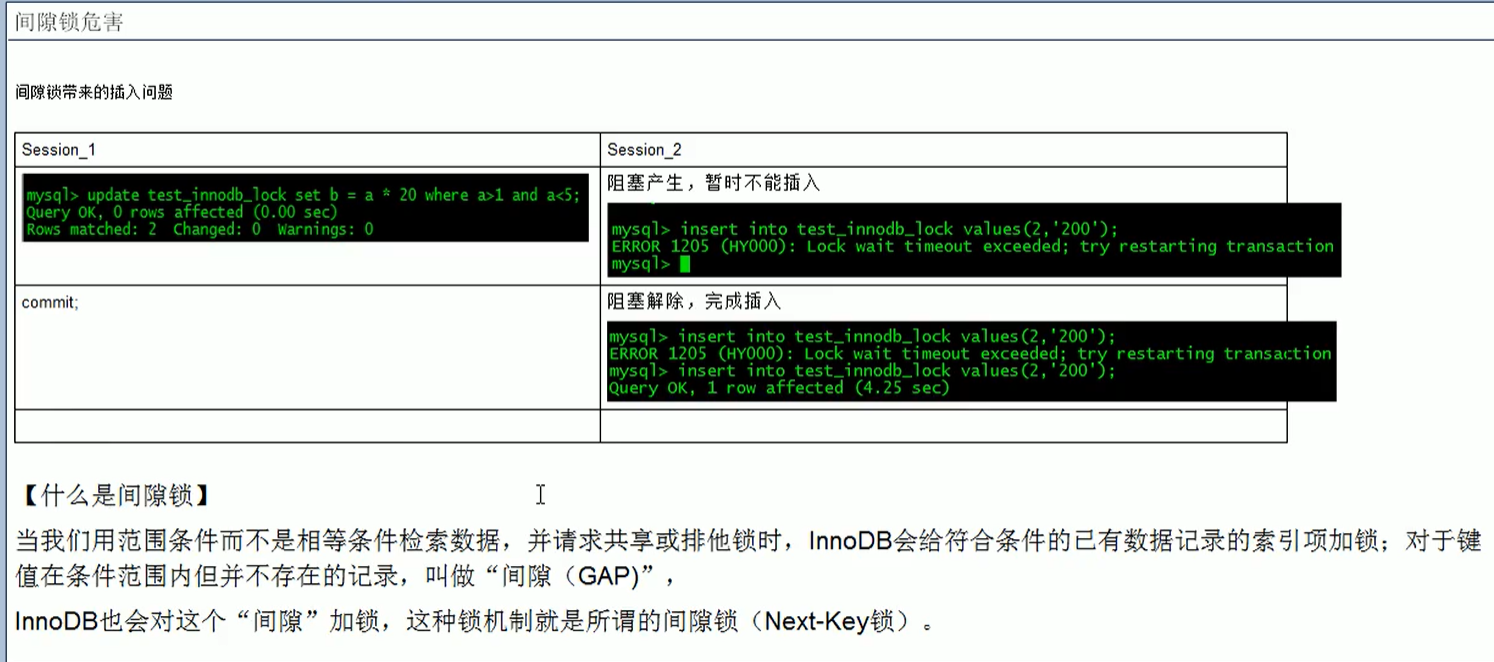 间隙锁危害
间隙锁带来的插入问题
Session_1
Session_2
mysql> update test_innodb_lock set b = a * 20 where a>1 and a<5;
Query OK, 0 rows affected (0.00 sec)
Rows matched: 2  Changed: 0  Warnings: 0
阻塞产生，暂时不能插入
mysql> insert into test_innodb_lock values(2,'200');
ERROR 1205 (HY000): Lock wait timeout exceeded; try restarting transaction
mysql>
commit;
阻塞解除，完成插入
mysql> insert into test_innodb_lock values(2,'200');
ERROR 1205 (HY000): Lock wait timeout exceeded; try restarting transaction
mysql> insert into test_innodb_lock values(2,'200');
Query OK, 1 row affected (4.25 sec)
【什么是间隙锁】
当我们用范围条件而不是相等条件检索数据，并请求共享或排他锁时，InnoDB会给符合条件的已有数据记录的索引项加锁；对于键
值在条件范围内但并不存在的记录，叫做“间隙（GAP)”，
InnoDB也会对这个“间隙”加锁，这种锁机制就是所谓的间隙锁（Next-Key锁）。